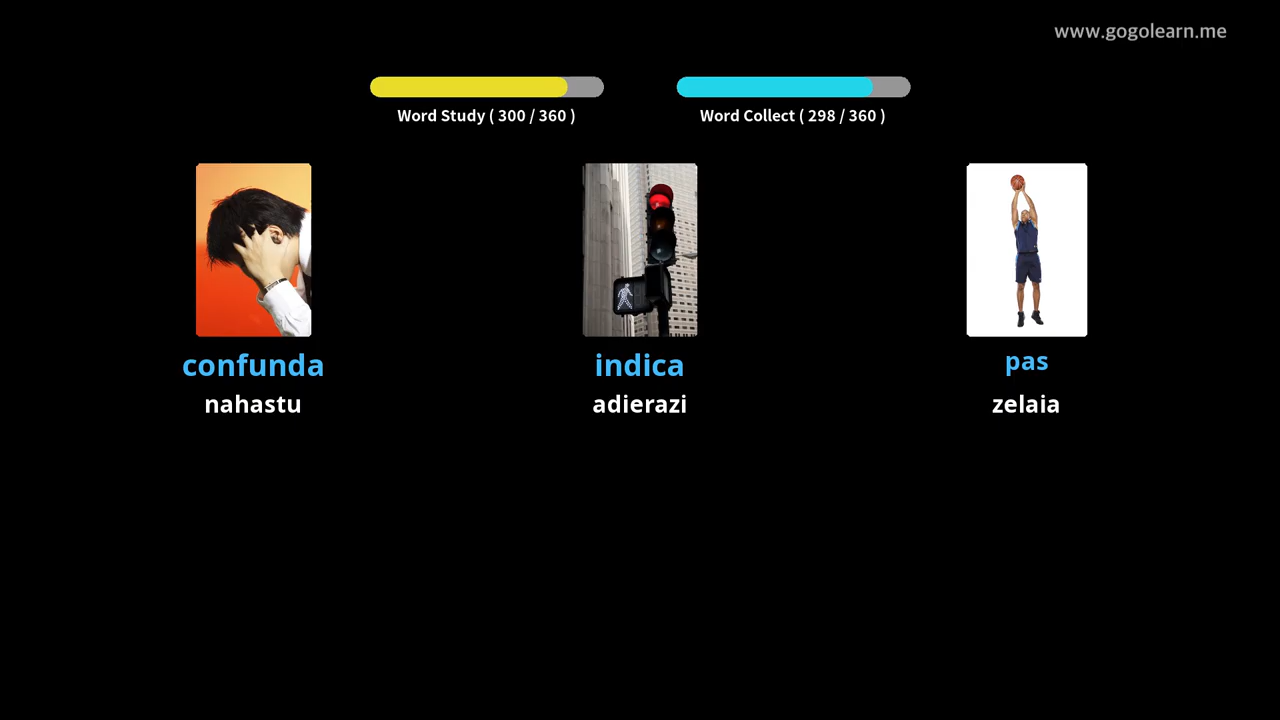 www.gogolearn.me
Word Study ( 300 / 360 )
Word Collect ( 298 / 360 )
confunda
indica
pas
nahastu
adierazi
zelaia